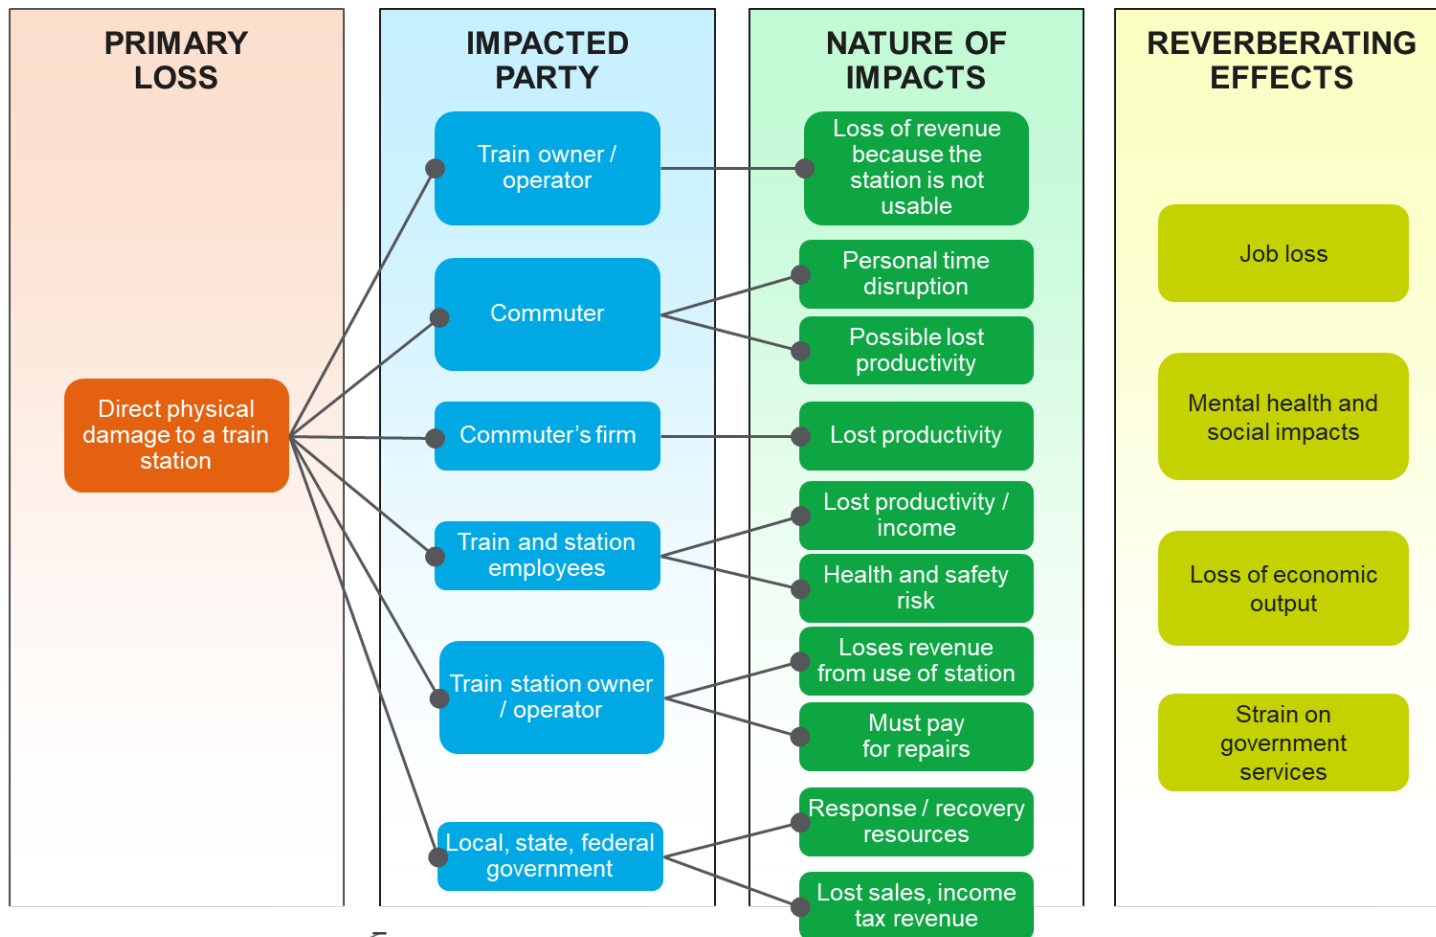 PRIMARY
LOSS
Direct physical
damage to a train
station
IMPACTED
PARTY
Train owner /
operator
Commuter
Commuter’s firm
Train and station
employees
Train station owner
/ operator
Local, state, federal
government
NATURE OF
IMPACTS
Loss of revenue
because the
station is not
usable
Personal time
disruption
Possible lost
productivity
Lost productivity
Lost productivity /
income
Health and safety
risk
Loses revenue
from use of station
Must pay
for repairs
Response / recovery
resources
Lost sales, income
tax revenue
REVERBERATING
EFFECTS
Job loss
Mental health and
social impacts
Loss of economic
output
Strain on
government
services